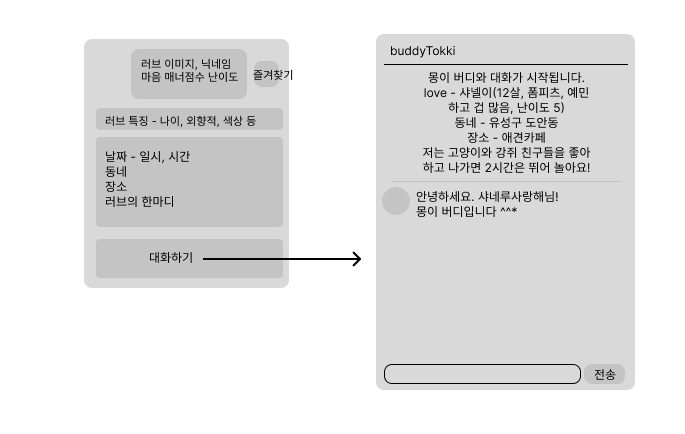 러브 이미지, 닉네임
마음 매너점수 난이도
즐겨찾기
러브 특징 - 나이, 외향적, 색상 등
날짜 - 일시, 시간
동네
장소
러브의 한마디
대화하기
buddyTokki
몽이 버디와 대화가 시작됩니다.
love - 샤넬이(12살, 폼피츠, 예민
하고 겁 많음, 난이도 5)
동네 - 유성구 도안동
장소 - 애견카페
저는 고양이와 강쥐 친구들을 좋아
하고 나가면 2시간은 뛰어 놀아요!
안녕하세요. 샤네루사랑해님!
몽이 버디입니다 ^^*
전송